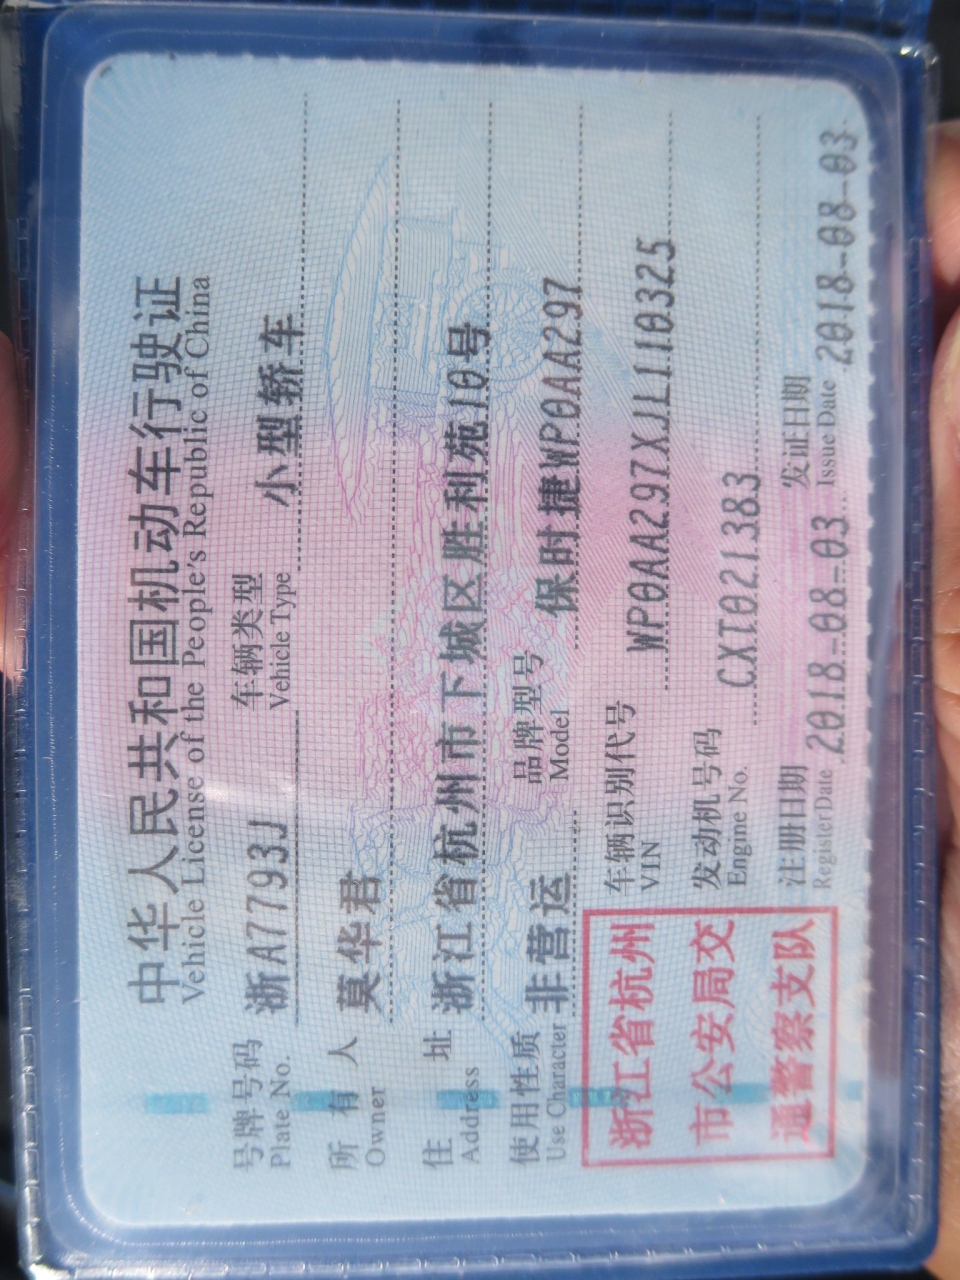 中华人民共和国机动车行驶证
Vehicle License of the People's Republic of China
号牌号码 浙A7793J 车辆类型 小型轿车
Plate No. Vehicle Type
所有人 莫华君
Owner
住址 浙江省杭州市下城区胜利苑10号
Address
使用性质 非营运 品牌型号 保时捷WP0AA297
Use Character Model
车辆识别代号 WP0AA297XJL110325
VIN
发动机号码 CXT021383
Engine No.
注册日期 2018-08-03 发证日期 2018-08-03
Register Date Issue Date
浙江省杭州
市公安局交
通警察支队